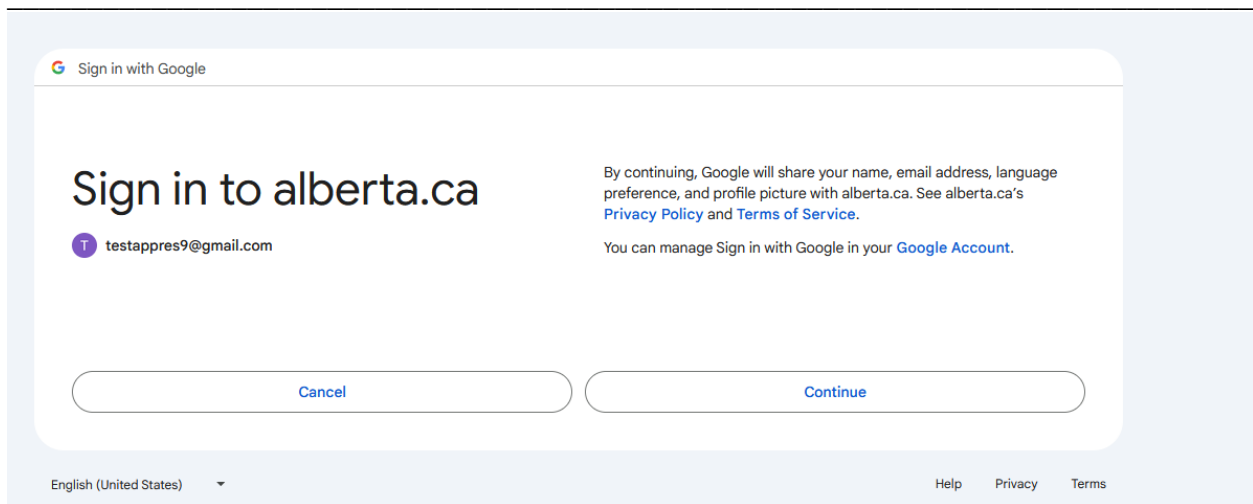 Sign in with Google
Sign in to alberta.ca
testappres9@gmail.com
By continuing, Google will share your name, email address, language
preference, and profile picture with alberta.ca. See alberta.ca's
Privacy Policy and Terms of Service.
You can manage Sign in with Google in your Google Account.
Cancel
Continue
English (United States)
Help Privacy Terms